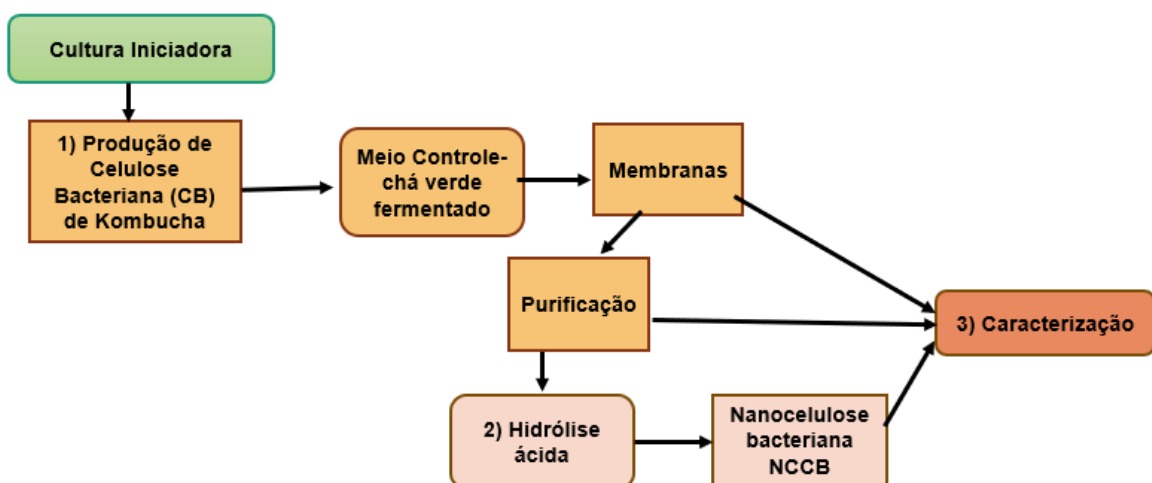 Cultura Iniciadora
1) Produção de
Celulose
Bacteriana (CB)
de Kombucha
Meio Controle-
chá verde
fermentado
Membranas
Purificação
3) Caracterização
2) Hidrólise
ácida
Nanocelulose
bacteriana
NCCB